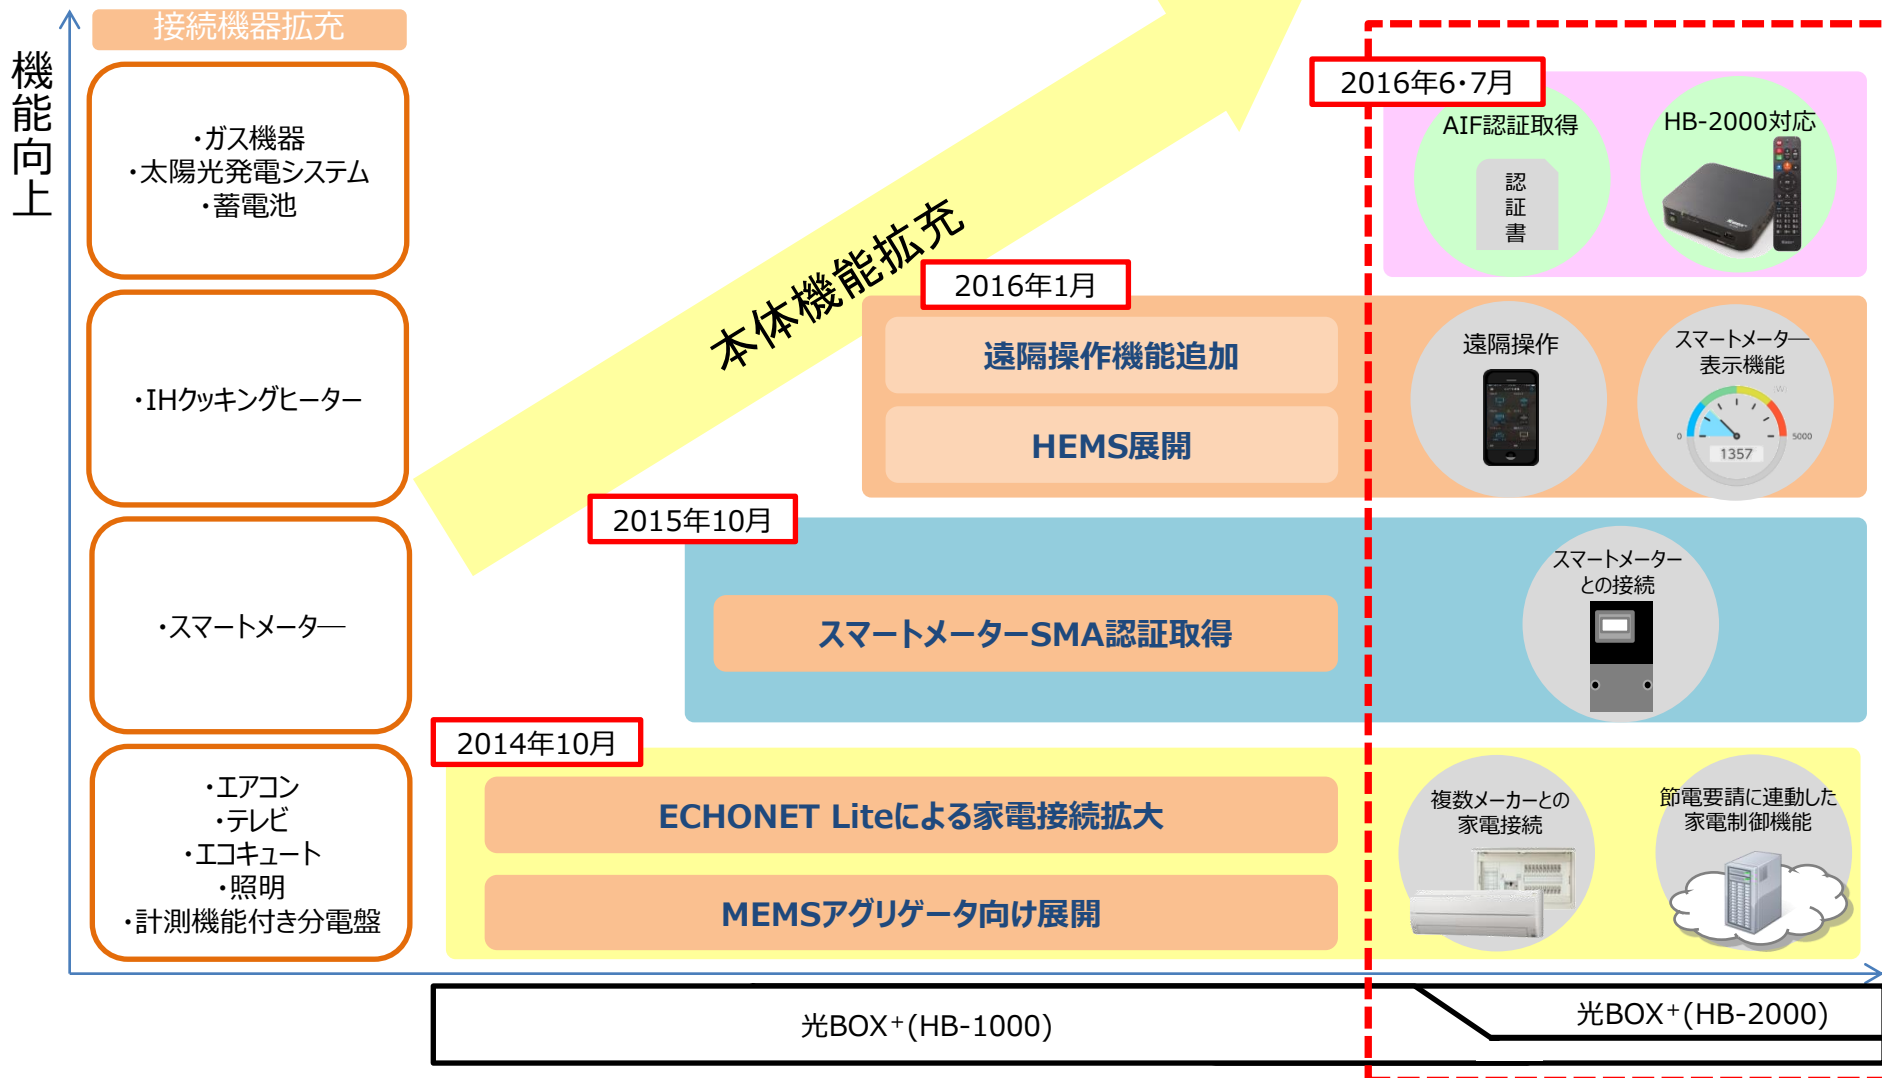 機能向上
接続機器拡充
・ガス機器
・太陽光発電システム
・蓄電池
・IHクッキングヒーター
・スマートメーター
・エアコン
・テレビ
・エコキュート
・照明
・計測機能付き分電盤
本体機能拡充
2016年6・7月
AIF認証取得
認
証
書
HB-2000対応
2016年1月
遠隔操作機能追加
HEMS展開
遠隔操作
スマートメーター
表示機能
0
5000
1357
2015年10月
スマートメーターSMA認証取得
スマートメーター
との接続
2014年10月
ECHONET Liteによる家電接続拡大
MEMSアグリゲータ向け展開
複数メーカーとの
家電接続
節電要請に連動した
家電制御機能
光BOX⁺(HB-1000)
光BOX⁺(HB-2000)